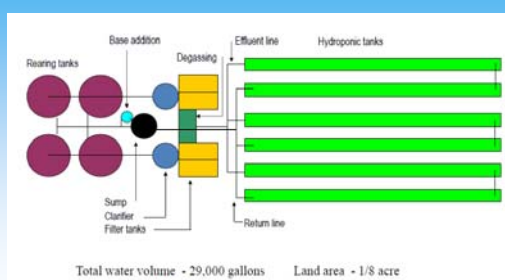 Base addition
Effluent line
Hydroponic tanks
Rearing tanks
Degassing
Sump
Clarifier
Filter tanks
Return line
Total water volume - 29,000 gallons Land area - 1/8 acre